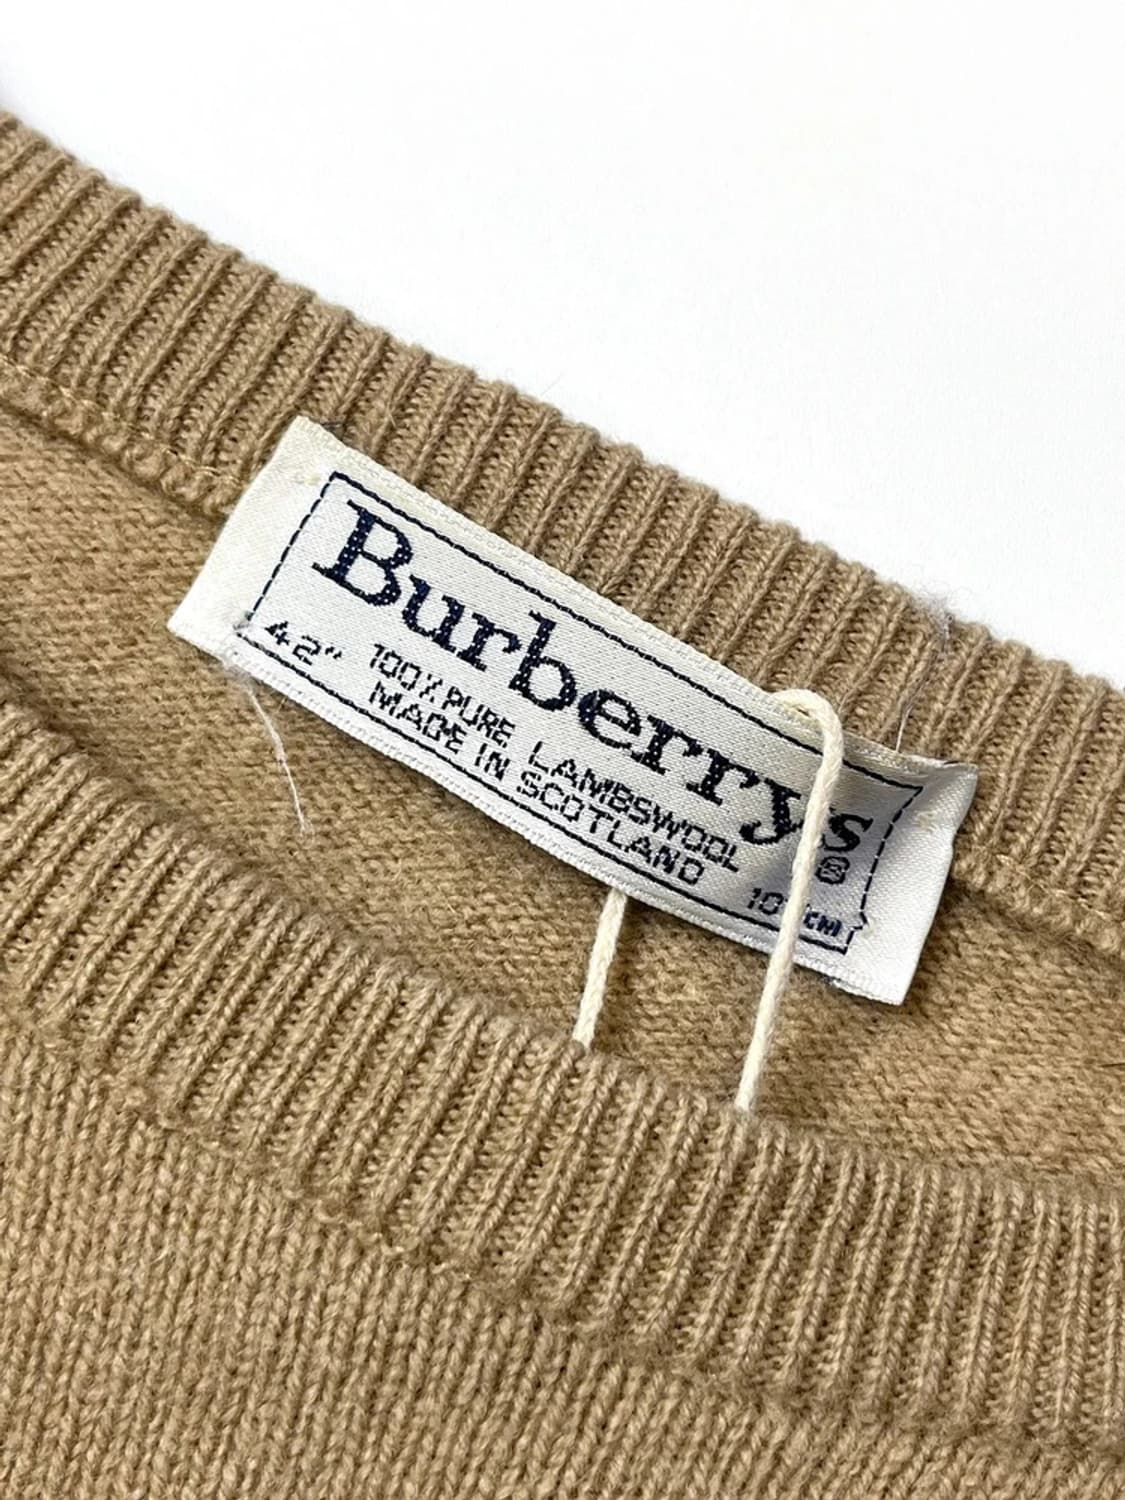 Burberrys®
42" 100% PURE LAMBSWOOL
MADE IN SCOTLAND